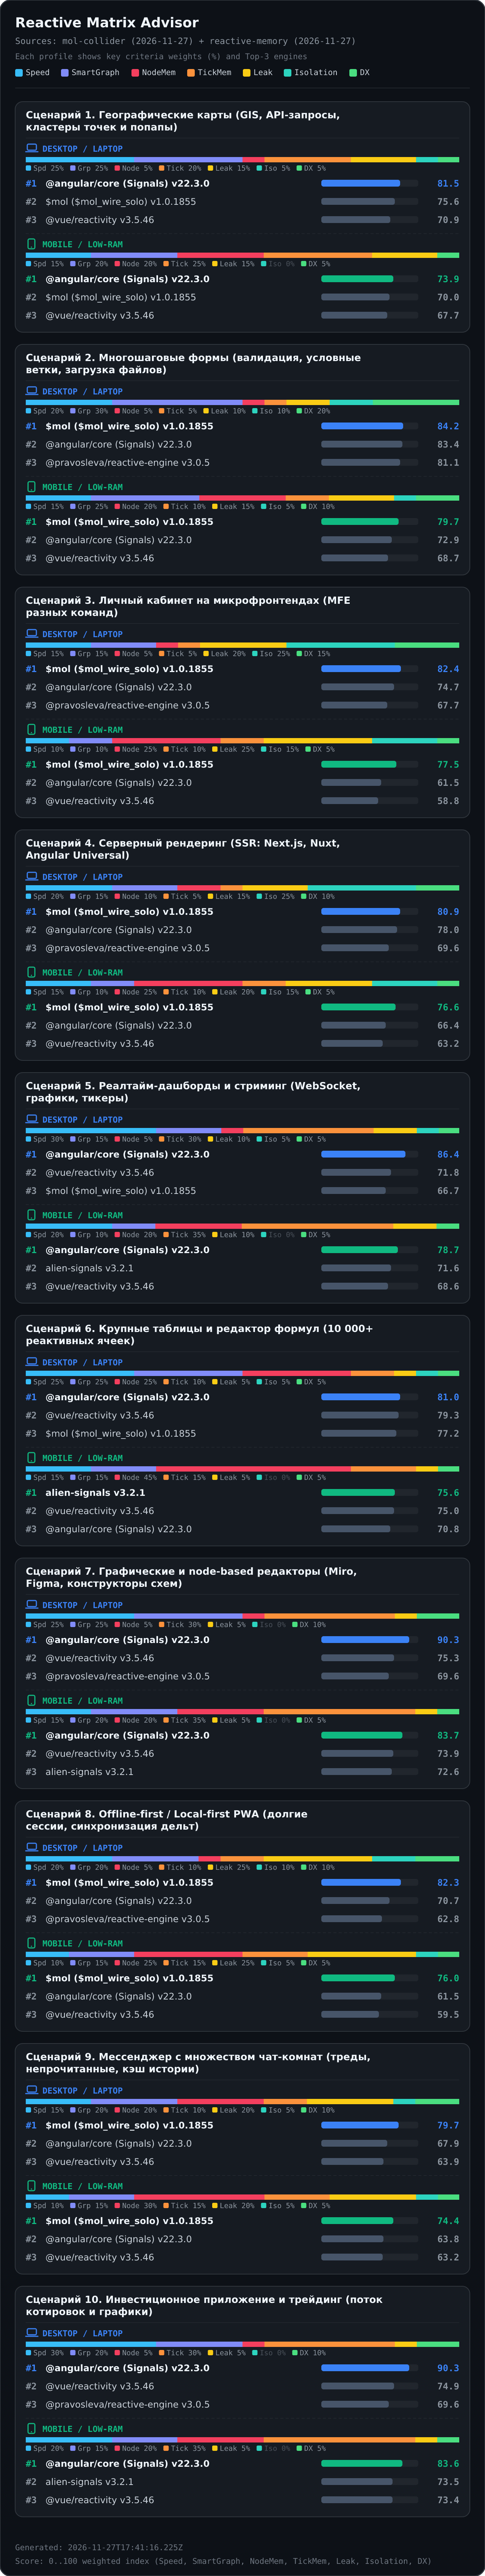 Reactive Matrix Advisor
Sources: mol-collider (2026-11-27) + reactive-memory (2026-11-27)
Each profile shows key criteria weights (%) and Top-3 engines
Speed SmartGraph NodeMem TickMem Leak Isolation DX
Сценарий 1. Географические карты (GIS, API-запросы,
кластеры точек и попапы)
DESKTOP / LAPTOP
Spd 25% Grp 25% Node 5% Tick 20% Leak 15% Iso 5% DX 5%
#1 @angular/core (Signals) v22.3.0 81.5
#2 $mol ($mol_wire_solo) v1.0.1855 75.6
#3 @vue/reactivity v3.5.46 70.9
MOBILE / LOW-RAM
Spd 15% Grp 20% Node 20% Tick 25% Leak 15% Iso 0% DX 5%
#1 @angular/core (Signals) v22.3.0 73.9
#2 $mol ($mol_wire_solo) v1.0.1855 70.0
#3 @vue/reactivity v3.5.46 67.7
Сценарий 2. Многошаговые формы (валидация, условные
ветки, загрузка файлов)
DESKTOP / LAPTOP
Spd 20% Grp 30% Node 5% Tick 5% Leak 10% Iso 10% DX 20%
#1 $mol ($mol_wire_solo) v1.0.1855 84.2
#2 @angular/core (Signals) v22.3.0 83.4
#3 @pravosleva/reactive-engine v3.0.5 81.1
MOBILE / LOW-RAM
Spd 15% Grp 25% Node 20% Tick 10% Leak 15% Iso 5% DX 10%
#1 $mol ($mol_wire_solo) v1.0.1855 79.7
#2 @angular/core (Signals) v22.3.0 72.9
#3 @vue/reactivity v3.5.46 68.7
Сценарий 3. Личный кабинет на микрофронтендах (MFE
разных команд)
DESKTOP / LAPTOP
Spd 15% Grp 15% Node 5% Tick 5% Leak 20% Iso 25% DX 15%
#1 $mol ($mol_wire_solo) v1.0.1855 82.4
#2 @angular/core (Signals) v22.3.0 74.7
#3 @pravosleva/reactive-engine v3.0.5 67.7
MOBILE / LOW-RAM
Spd 10% Grp 10% Node 25% Tick 10% Leak 25% Iso 15% DX 5%
#1 $mol ($mol_wire_solo) v1.0.1855 77.5
#2 @angular/core (Signals) v22.3.0 61.5
#3 @vue/reactivity v3.5.46 58.8
Сценарий 4. Серверный рендеринг (SSR: Next.js, Nuxt,
Angular Universal)
DESKTOP / LAPTOP
Spd 20% Grp 15% Node 10% Tick 5% Leak 15% Iso 25% DX 10%
#1 $mol ($mol_wire_solo) v1.0.1855 80.9
#2 @angular/core (Signals) v22.3.0 78.0
#3 @pravosleva/reactive-engine v3.0.5 69.6
MOBILE / LOW-RAM
Spd 15% Grp 10% Node 25% Tick 10% Leak 20% Iso 15% DX 5%
#1 $mol ($mol_wire_solo) v1.0.1855 76.6
#2 @angular/core (Signals) v22.3.0 66.4
#3 @vue/reactivity v3.5.46 63.2
Сценарий 5. Реалтайм-дашборды и стриминг (WebSocket,
графики, тикеры)
DESKTOP / LAPTOP
Spd 30% Grp 15% Node 5% Tick 30% Leak 10% Iso 5% DX 5%
#1 @angular/core (Signals) v22.3.0 86.4
#2 @vue/reactivity v3.5.46 71.8
#3 $mol ($mol_wire_solo) v1.0.1855 66.7
MOBILE / LOW-RAM
Spd 20% Grp 10% Node 20% Tick 35% Leak 10% Iso 0% DX 5%
#1 @angular/core (Signals) v22.3.0 78.7
#2 alien-signals v3.2.1 71.6
#3 @vue/reactivity v3.5.46 68.6
Сценарий 6. Крупные таблицы и редактор формул (10 000+
реактивных ячеек)
DESKTOP / LAPTOP
Spd 25% Grp 25% Node 25% Tick 10% Leak 5% Iso 5% DX 5%
#1 @angular/core (Signals) v22.3.0 81.0
#2 @vue/reactivity v3.5.46 79.3
#3 $mol ($mol_wire_solo) v1.0.1855 77.2
MOBILE / LOW-RAM
Spd 15% Grp 15% Node 45% Tick 15% Leak 5% Iso 0% DX 5%
#1 alien-signals v3.2.1 75.6
#2 @vue/reactivity v3.5.46 75.0
#3 @angular/core (Signals) v22.3.0 70.8
Сценарий 7. Графические и node-based редакторы (Miro,
Figma, конструкторы схем)
DESKTOP / LAPTOP
Spd 25% Grp 25% Node 5% Tick 30% Leak 5% Iso 0% DX 10%
#1 @angular/core (Signals) v22.3.0 90.3
#2 @vue/reactivity v3.5.46 75.3
#3 @pravosleva/reactive-engine v3.0.5 69.6
MOBILE / LOW-RAM
Spd 15% Grp 20% Node 20% Tick 35% Leak 5% Iso 0% DX 5%
#1 @angular/core (Signals) v22.3.0 83.7
#2 @vue/reactivity v3.5.46 73.9
#3 alien-signals v3.2.1 72.6
Сценарий 8. Offline-first / Local-first PWA (долгие
сессии, синхронизация дельт)
DESKTOP / LAPTOP
Spd 20% Grp 20% Node 5% Tick 10% Leak 25% Iso 10% DX 10%
#1 $mol ($mol_wire_solo) v1.0.1855 82.3
#2 @angular/core (Signals) v22.3.0 70.7
#3 @pravosleva/reactive-engine v3.0.5 62.8
MOBILE / LOW-RAM
Spd 10% Grp 15% Node 25% Tick 15% Leak 25% Iso 5% DX 5%
#1 $mol ($mol_wire_solo) v1.0.1855 76.0
#2 @angular/core (Signals) v22.3.0 61.5
#3 @vue/reactivity v3.5.46 59.5
Сценарий 9. Мессенджер с множеством чат-комнат (треды,
непрочитанные, кэш истории)
DESKTOP / LAPTOP
Spd 15% Grp 20% Node 20% Tick 10% Leak 20% Iso 5% DX 10%
#1 $mol ($mol_wire_solo) v1.0.1855 79.7
#2 @angular/core (Signals) v22.3.0 67.9
#3 @vue/reactivity v3.5.46 63.9
MOBILE / LOW-RAM
Spd 10% Grp 15% Node 30% Tick 15% Leak 20% Iso 5% DX 5%
#1 $mol ($mol_wire_solo) v1.0.1855 74.4
#2 @angular/core (Signals) v22.3.0 63.8
#3 @vue/reactivity v3.5.46 63.2
Сценарий 10. Инвестиционное приложение и трейдинг (поток
котировок и графики)
DESKTOP / LAPTOP
Spd 30% Grp 20% Node 5% Tick 30% Leak 5% Iso 0% DX 10%
#1 @angular/core (Signals) v22.3.0 90.3
#2 @vue/reactivity v3.5.46 74.9
#3 @pravosleva/reactive-engine v3.0.5 69.6
MOBILE / LOW-RAM
Spd 20% Grp 15% Node 20% Tick 35% Leak 5% Iso 0% DX 5%
#1 @angular/core (Signals) v22.3.0 83.6
#2 alien-signals v3.2.1 73.5
#3 @vue/reactivity v3.5.46 73.4
Generated: 2026-11-27T17:41:16.225Z
Score: 0..100 weighted index (Speed, SmartGraph, NodeMem, TickMem, Leak, Isolation, DX)